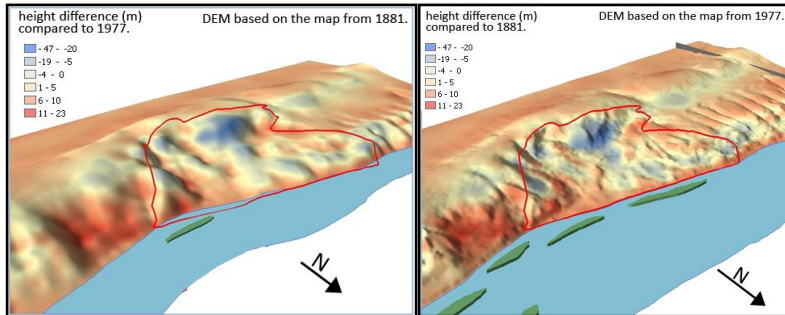 height difference (m)
compared to 1977.
DEM based on the map from 1881.
- 47 - -20
-19 - -5
-4 - 0
1 - 5
6 - 10
11 - 23
N
height difference (m)
compared to 1881.
DEM based on the map from 1977.
- 47 - -20
-19 - -5
-4 - 0
1 - 5
6 - 10
11 - 23
N